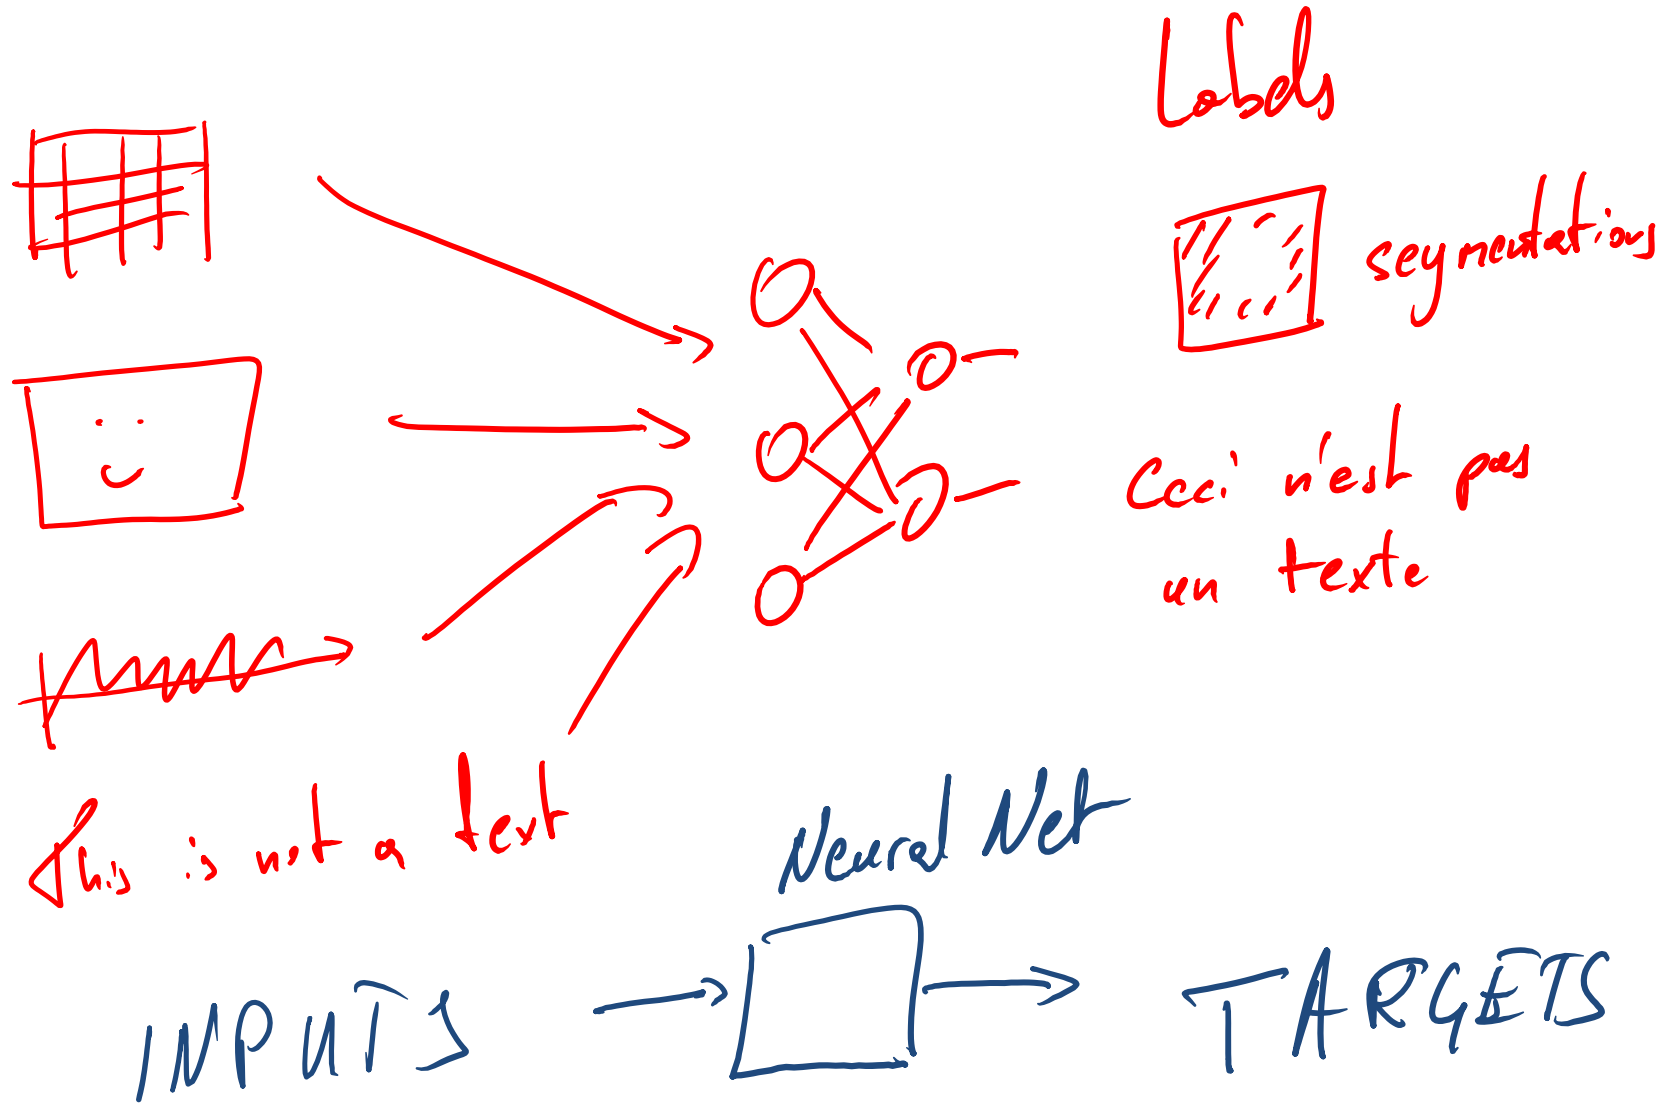 Labels
segmentations
Ceci n'est pas
un texte
This is not a text
Neural Net
INPUTS
TARGETS